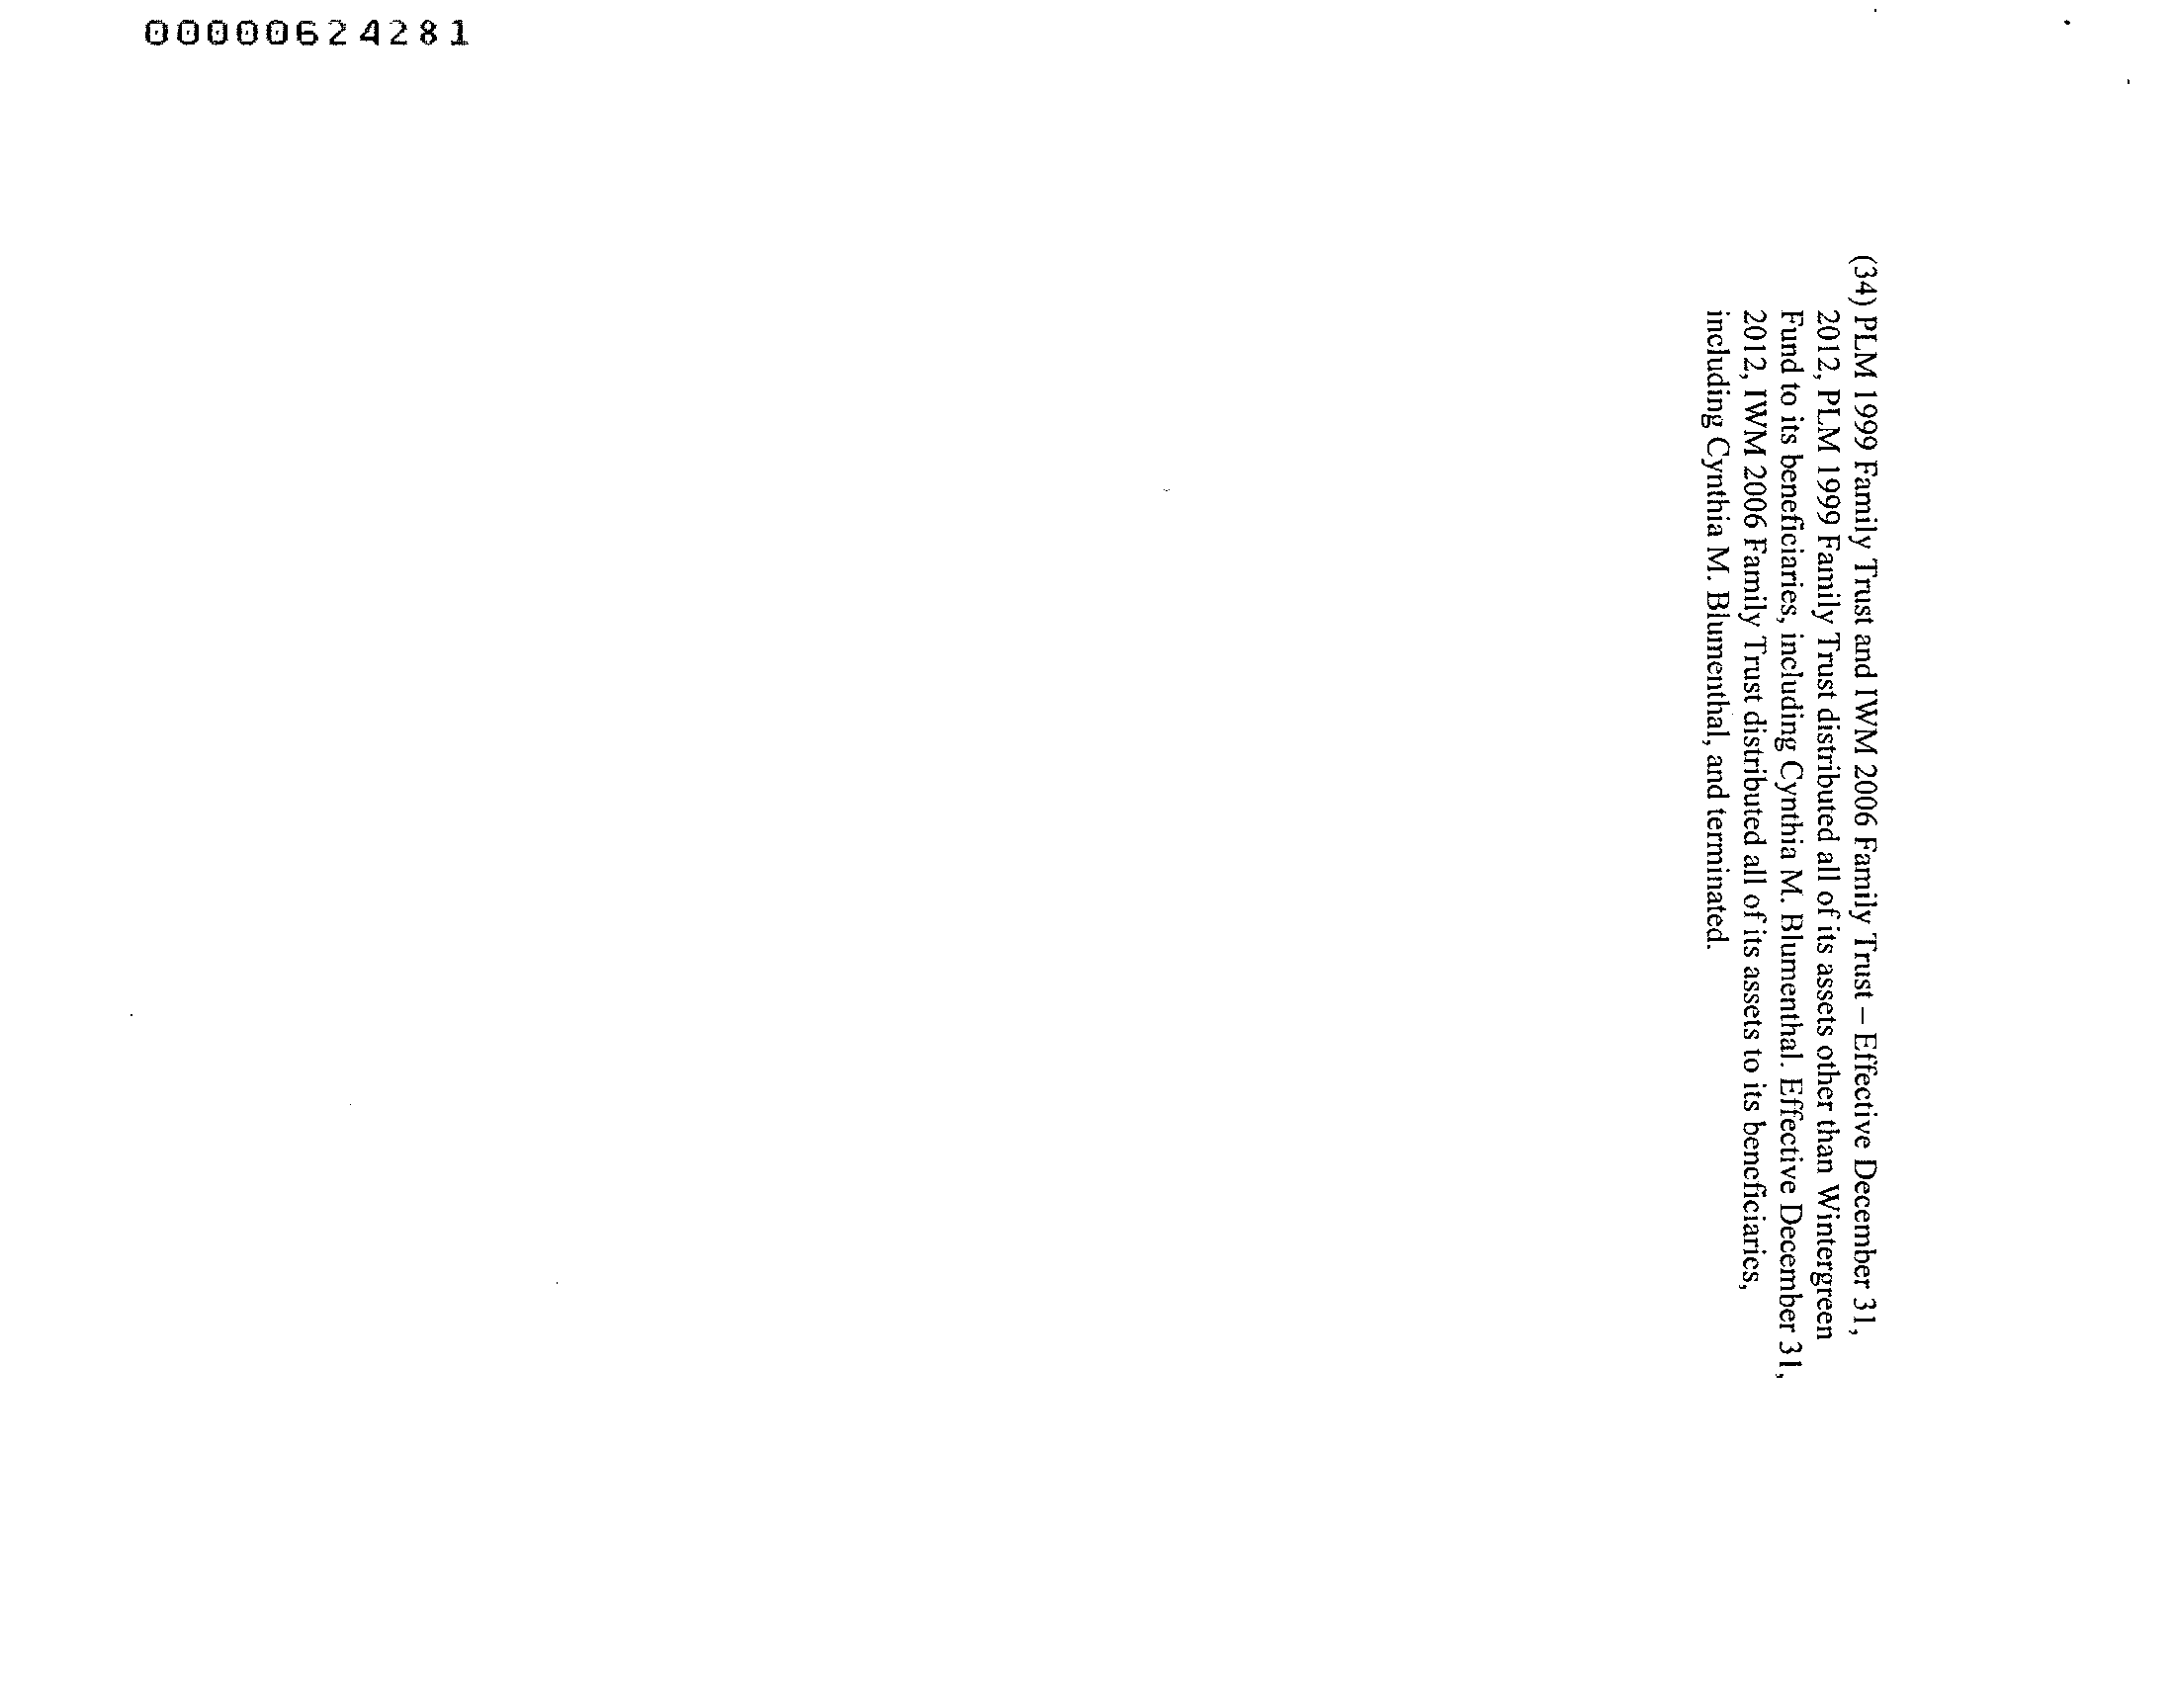 00000624281
(34) PLM 1999 Family Trust and IWM 2006 Family Trust – Effective December 31,
2012, PLM 1999 Family Trust distributed all of its assets other than Wintergreen
Fund to its beneficiaries, including Cynthia M. Blumenthal. Effective December 31,
2012, IWM 2006 Family Trust distributed all of its assets to its beneficiaries,
including Cynthia M. Blumenthal, and terminated.